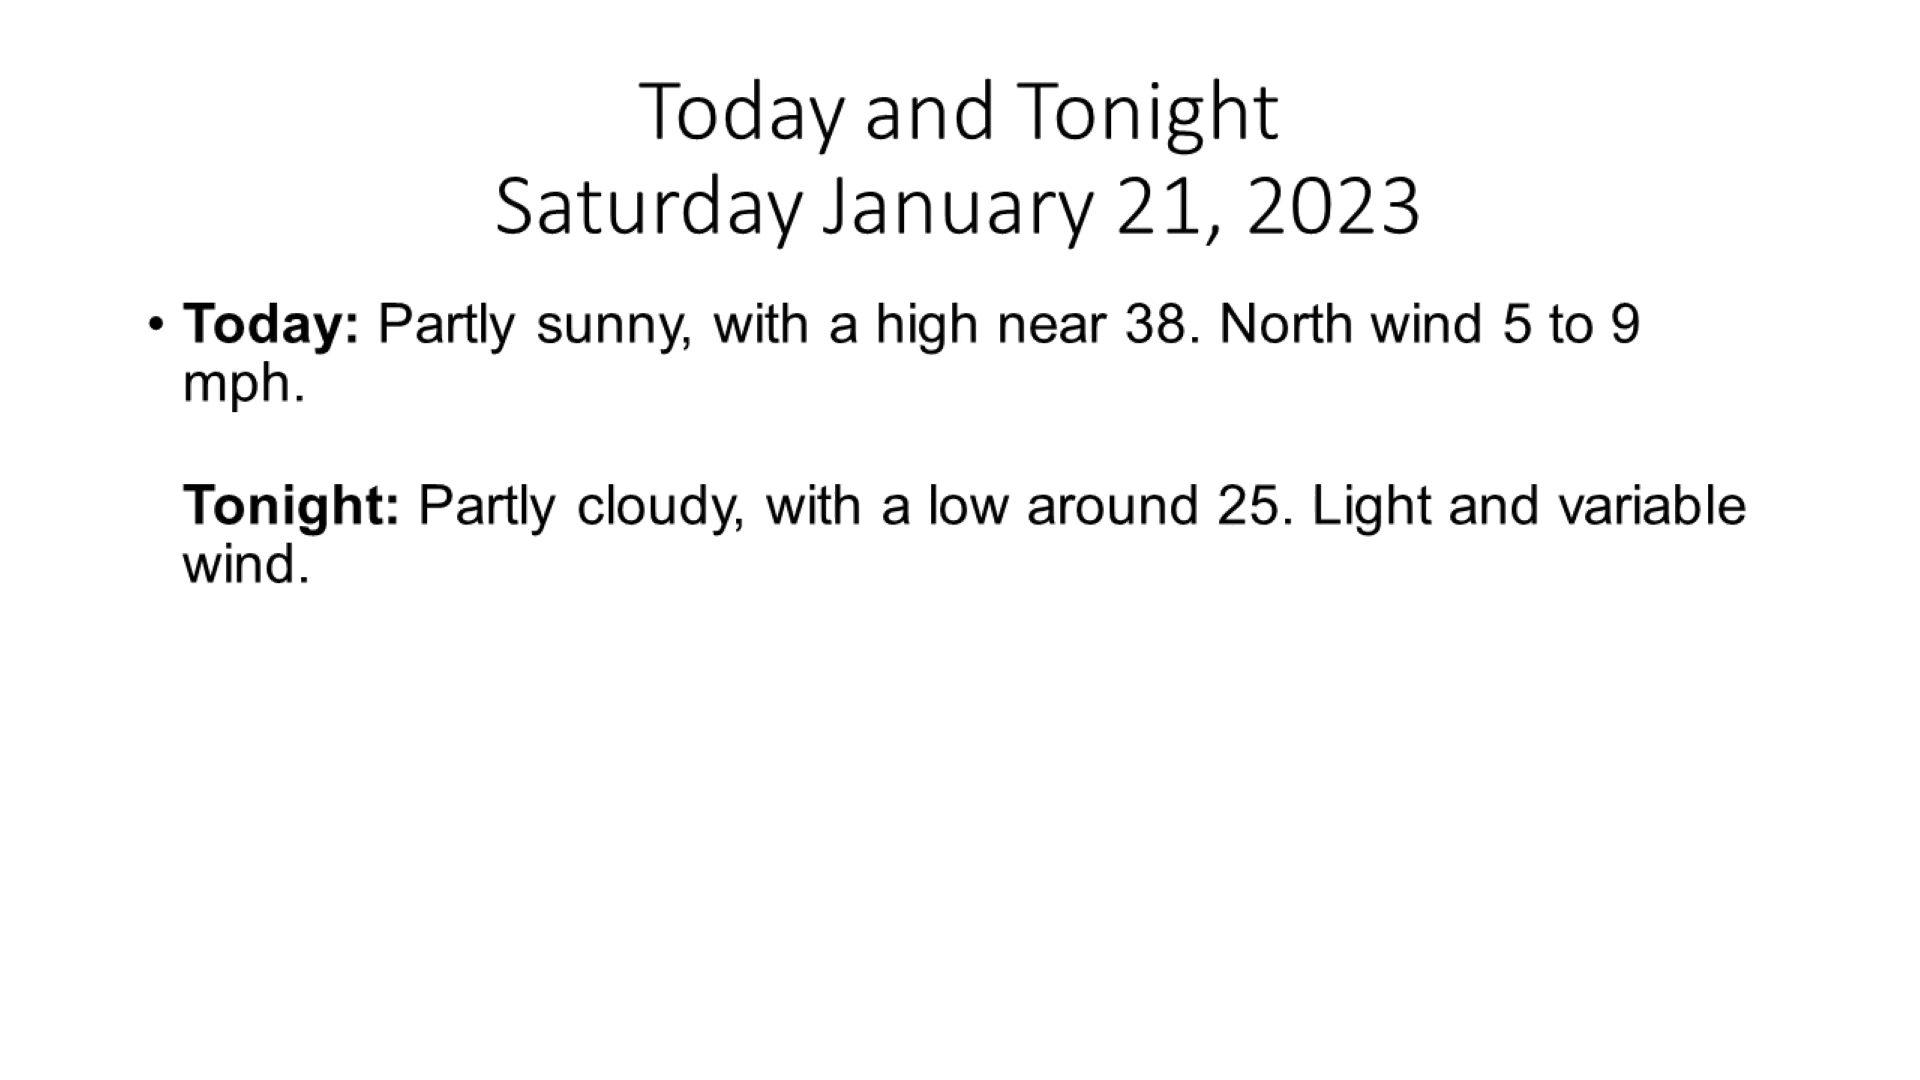 Today and Tonight
Saturday January 21, 2023
• Today: Partly sunny, with a high near 38. North wind 5 to 9
mph.
Tonight: Partly cloudy, with a low around 25. Light and variable
wind.